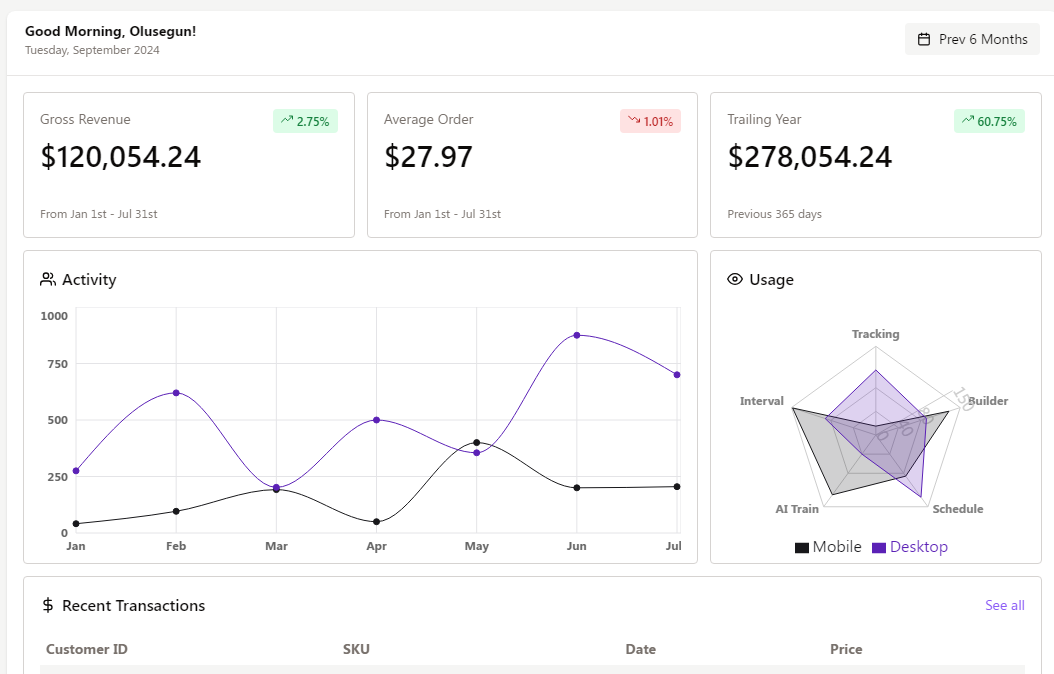 Good Morning, Olusegun!
Tuesday, September 2024
Prev 6 Months
Gross Revenue
2.75%
$120,054.24
From Jan 1st - Jul 31st
Average Order
1.01%
$27.97
From Jan 1st - Jul 31st
Trailing Year
60.75%
$278,054.24
Previous 365 days
Activity
1000
750
500
250
0
Jan Feb Mar Apr May Jun Jul
Usage
Tracking
Builder
Schedule
AI Train
Interval
0
150
Mobile Desktop
Recent Transactions
See all
Customer ID SKU Date Price